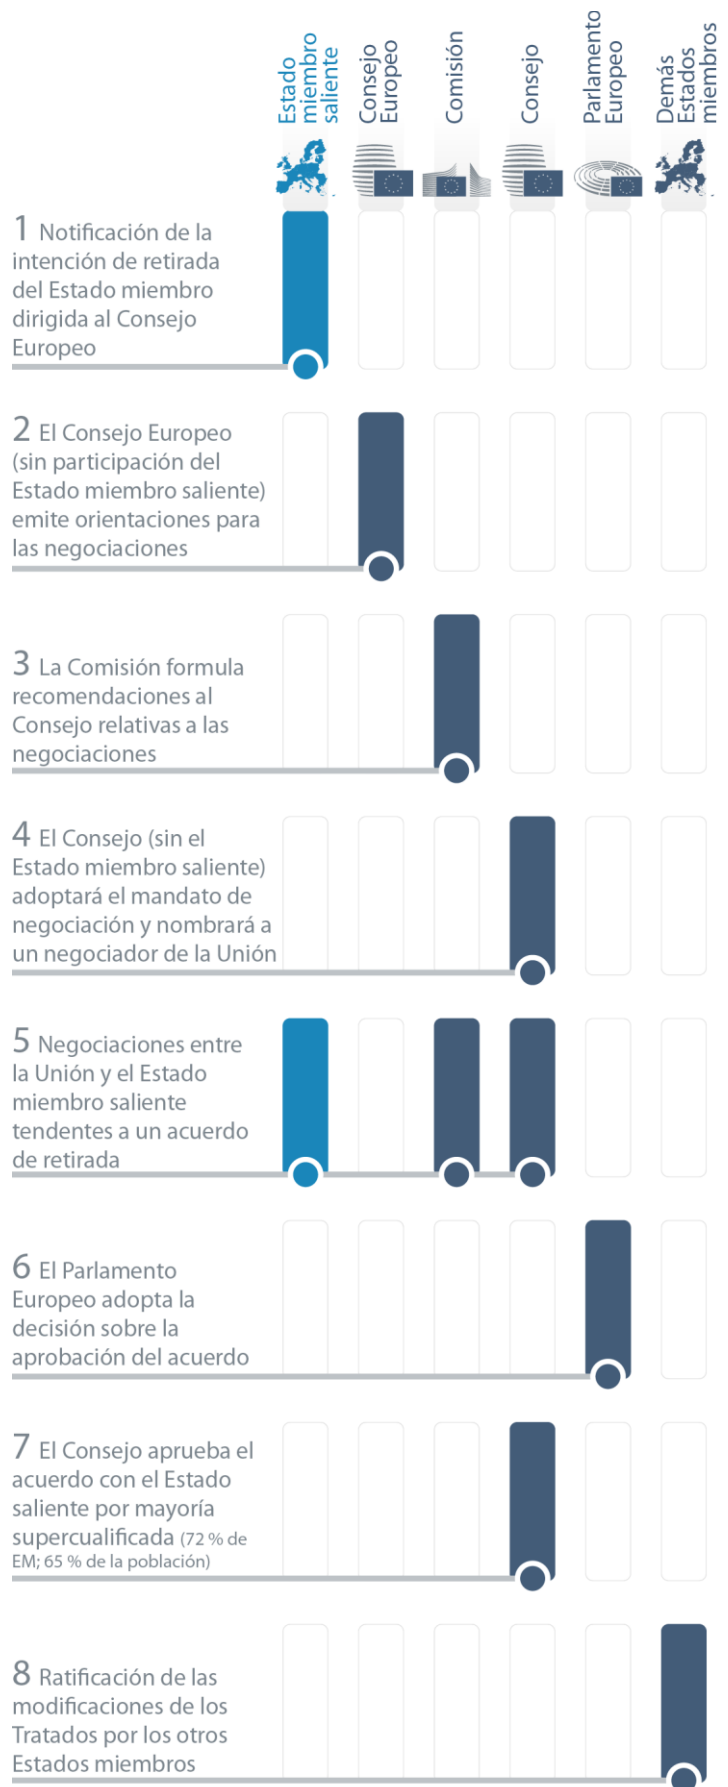 Estado
miembro
saliente
Consejo
Europeo
Comisión
Consejo
Parlamento
Europeo
Demás
Estados
miembros
1 Notificación de la
intención de retirada
del Estado miembro
dirigida al Consejo
Europeo
2 El Consejo Europeo
(sin participación del
Estado miembro saliente)
emite orientaciones para
las negociaciones
3 La Comisión formula
recomendaciones al
Consejo relativas a las
negociaciones
4 El Consejo (sin el
Estado miembro saliente)
adoptará el mandato de
negociación y nombrará a
un negociador de la Unión
5 Negociaciones entre
la Unión y el Estado
miembro saliente
tendentes a un acuerdo
de retirada
6 El Parlamento
Europeo adopta la
decisión sobre la
aprobación del acuerdo
7 El Consejo aprueba el
acuerdo con el Estado
saliente por mayoría
supercualificada (72 % de
EM; 65 % de la población)
8 Ratificación de las
modificaciones de los
Tratados por los otros
Estados miembros